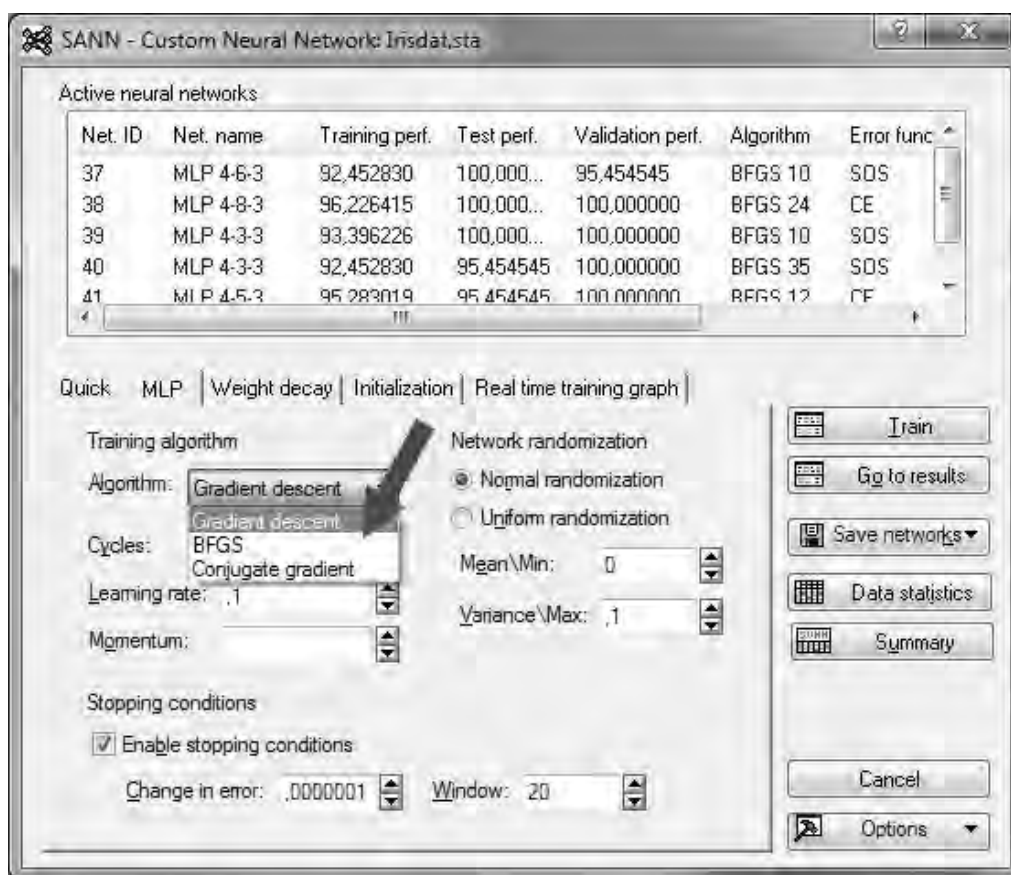 SANN - Custom Neural Network: Irisdat.sta
Active neural networks
Net. ID Net. name Training perf. Test perf. Validation perf. Algorithm Error func
37 MLP 4-6-3 92,452830 100,000... 95,454545 BFGS 10 SOS
38 MLP 4-8-3 96,226415 100,000... 100,000000 BFGS 24 CE
39 MLP 4-3-3 93,396226 100,000... 100,000000 BFGS 10 SOS
40 MLP 4-3-3 92,452830 95,454545 100,000000 BFGS 35 SOS
41 MLP 4-5-3 95,283019 95,454545 100,000000 BFGS 12 CE
Quick MLP Weight decay Initialization Real time training graph
Training algorithm
Algorithm: Gradient descent
Gradient descent
BFGS
Conjugate gradient
Cycles:
Learning rate: ,1
Momentum:
Network randomization
Normal randomization
Uniform randomization
Mean\Min: 0
Variance\Max: ,1
Stopping conditions
Enable stopping conditions
Change in error: ,0000001 Window: 20
Train
Go to results
Save networks
Data statistics
Summary
Cancel
Options